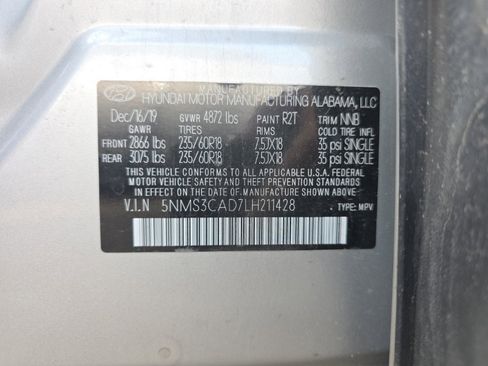 MANUFACTURED BY
HYUNDAI MOTOR MANUFACTURING ALABAMA, LLC
Dec/16/19 GVWR 4872 lbs PAINT R2T TRIM NNB
GAWR TIRES RIMS COLD TIRE INFL
FRONT 2866 lbs 235/60R18 7.5JX18 35 psi SINGLE
REAR 3075 lbs 235/60R18 7.5JX18 35 psi SINGLE
THIS VEHICLE CONFORMS TO ALL APPLICABLE U.S.A. FEDERAL
MOTOR VEHICLE SAFETY AND THEFT PREVENTION STANDARDS IN
EFFECT ON THE DATE OF MANUFACTURE SHOWN ABOVE.
V.I.N 5NMS3CAD7LH211428
TYPE: MPV